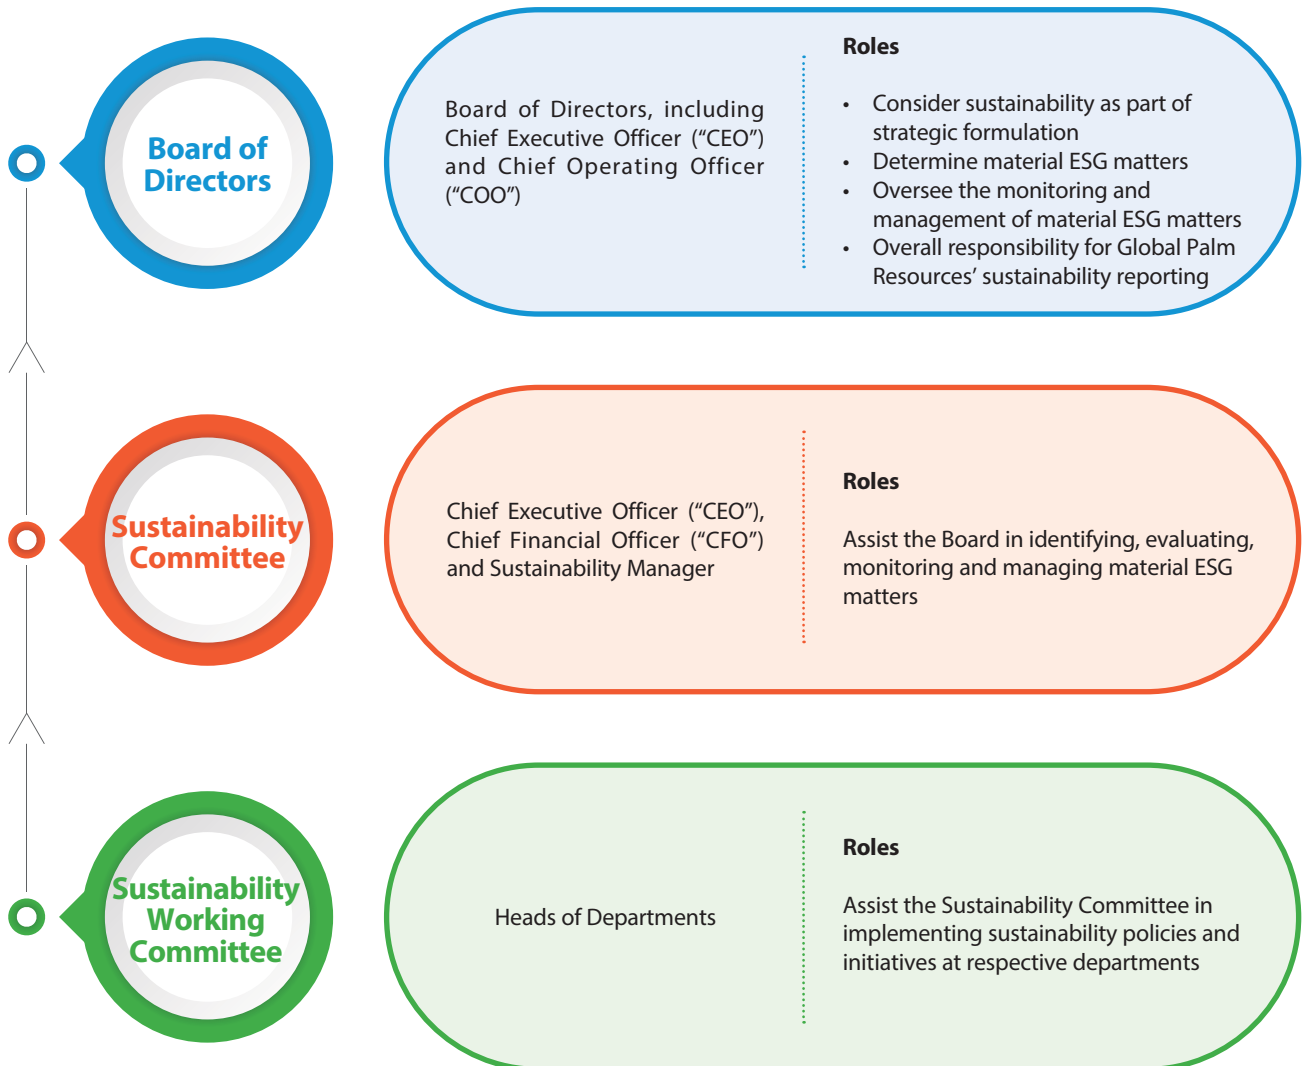 Board of
Directors
Board of Directors, including
Chief Executive Officer (“CEO”)
and Chief Operating Officer
(“COO”)
Roles
• Consider sustainability as part of
strategic formulation
• Determine material ESG matters
• Oversee the monitoring and
management of material ESG matters
• Overall responsibility for Global Palm
Resources’ sustainability reporting
Sustainability
Committee
Chief Executive Officer (“CEO”),
Chief Financial Officer (“CFO”)
and Sustainability Manager
Roles
Assist the Board in identifying, evaluating,
monitoring and managing material ESG
matters
Sustainability
Working
Committee
Heads of Departments
Roles
Assist the Sustainability Committee in
implementing sustainability policies and
initiatives at respective departments